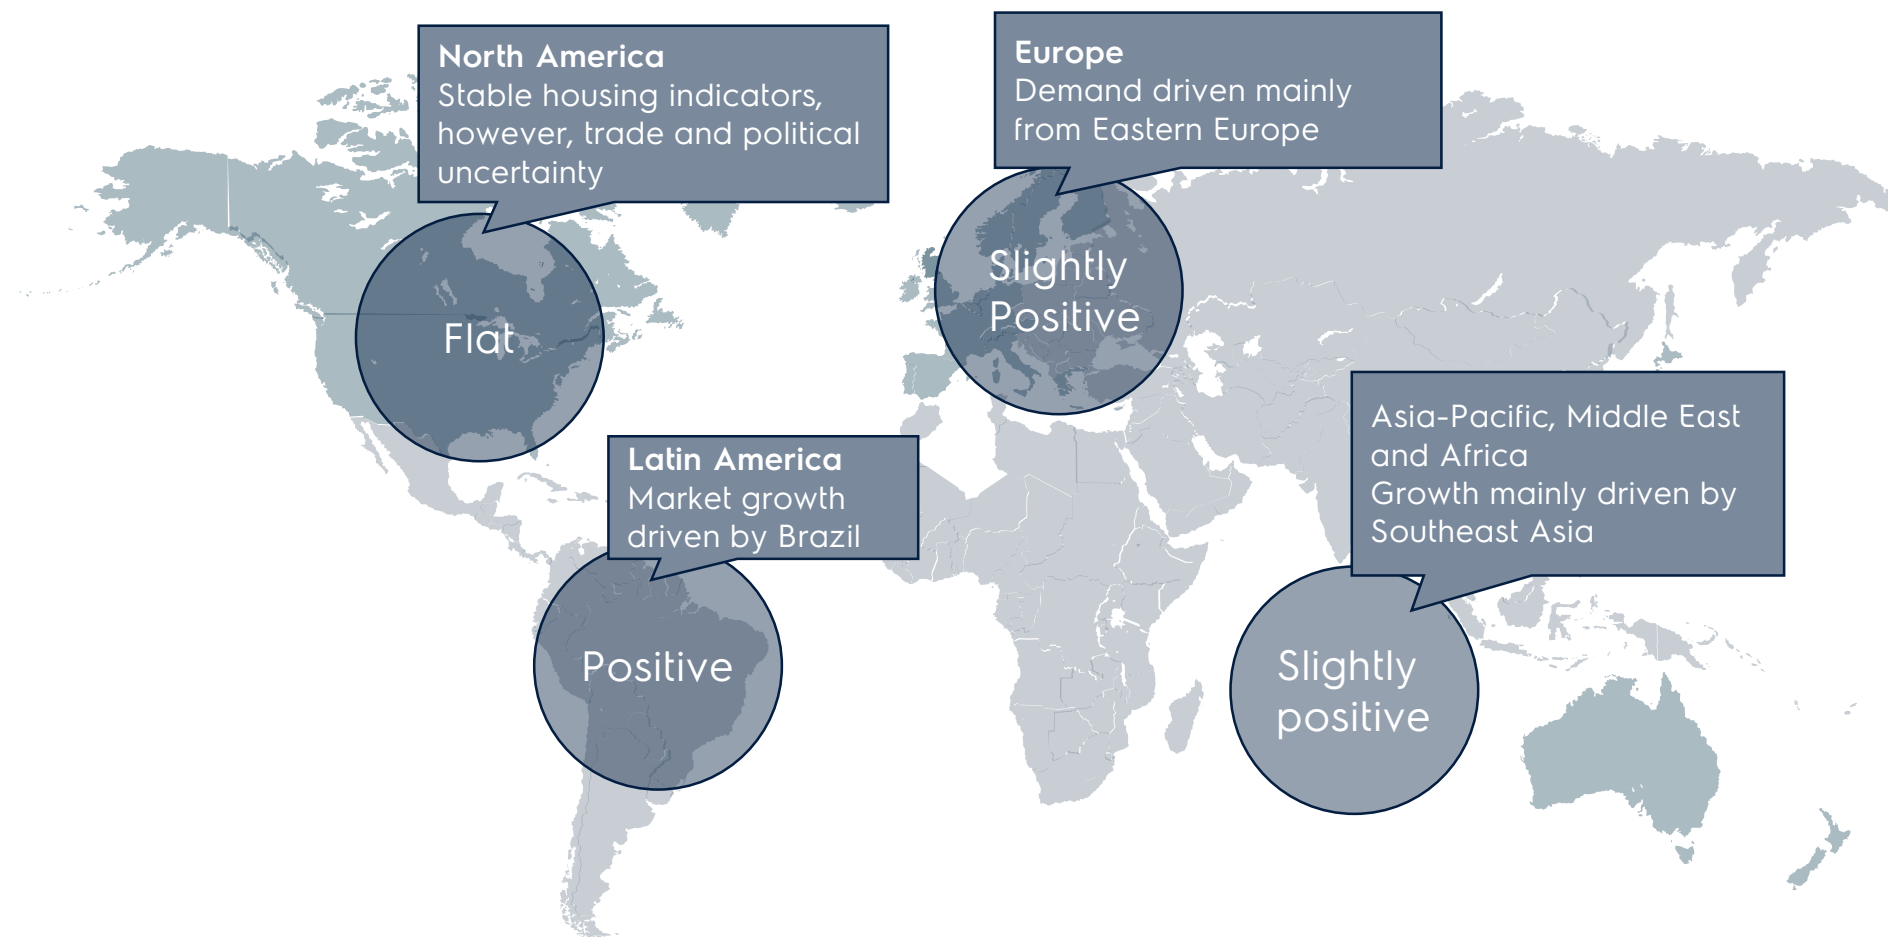 North America
Stable housing indicators,
however, trade and political
uncertainty
Flat
Europe
Demand driven mainly
from Eastern Europe
Slightly
Positive
Latin America
Market growth
driven by Brazil
Positive
Asia-Pacific, Middle East
and Africa
Growth mainly driven by
Southeast Asia
Slightly
positive